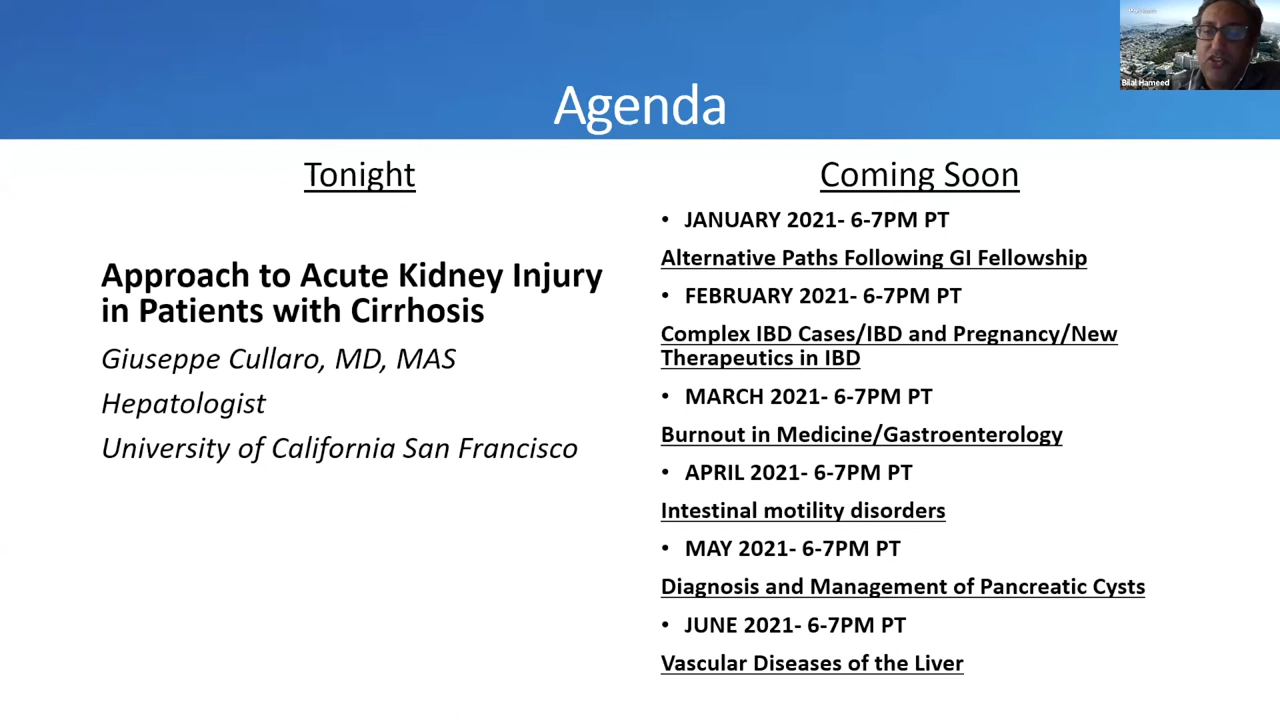 Agenda
Bilal Hameed
Tonight
Approach to Acute Kidney Injury
in Patients with Cirrhosis
Giuseppe Cullaro, MD, MAS
Hepatologist
University of California San Francisco
Coming Soon
• JANUARY 2021- 6-7PM PT
Alternative Paths Following GI Fellowship
• FEBRUARY 2021- 6-7PM PT
Complex IBD Cases/IBD and Pregnancy/New
Therapeutics in IBD
• MARCH 2021- 6-7PM PT
Burnout in Medicine/Gastroenterology
• APRIL 2021- 6-7PM PT
Intestinal motility disorders
• MAY 2021- 6-7PM PT
Diagnosis and Management of Pancreatic Cysts
• JUNE 2021- 6-7PM PT
Vascular Diseases of the Liver